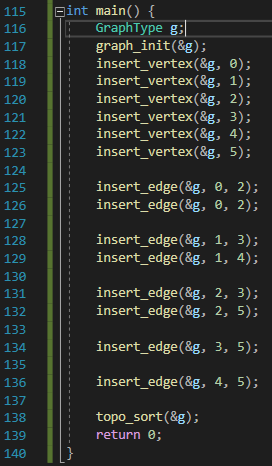 115 int main() {
116 GraphType g;
117 graph_init(&g);
118 insert_vertex(&g, 0);
119 insert_vertex(&g, 1);
120 insert_vertex(&g, 2);
121 insert_vertex(&g, 3);
122 insert_vertex(&g, 4);
123 insert_vertex(&g, 5);
124
125 insert_edge(&g, 0, 2);
126 insert_edge(&g, 0, 2);
127
128 insert_edge(&g, 1, 3);
129 insert_edge(&g, 1, 4);
130
131 insert_edge(&g, 2, 3);
132 insert_edge(&g, 2, 5);
133
134 insert_edge(&g, 3, 5);
135
136 insert_edge(&g, 4, 5);
137
138 topo_sort(&g);
139 return 0;
140 }